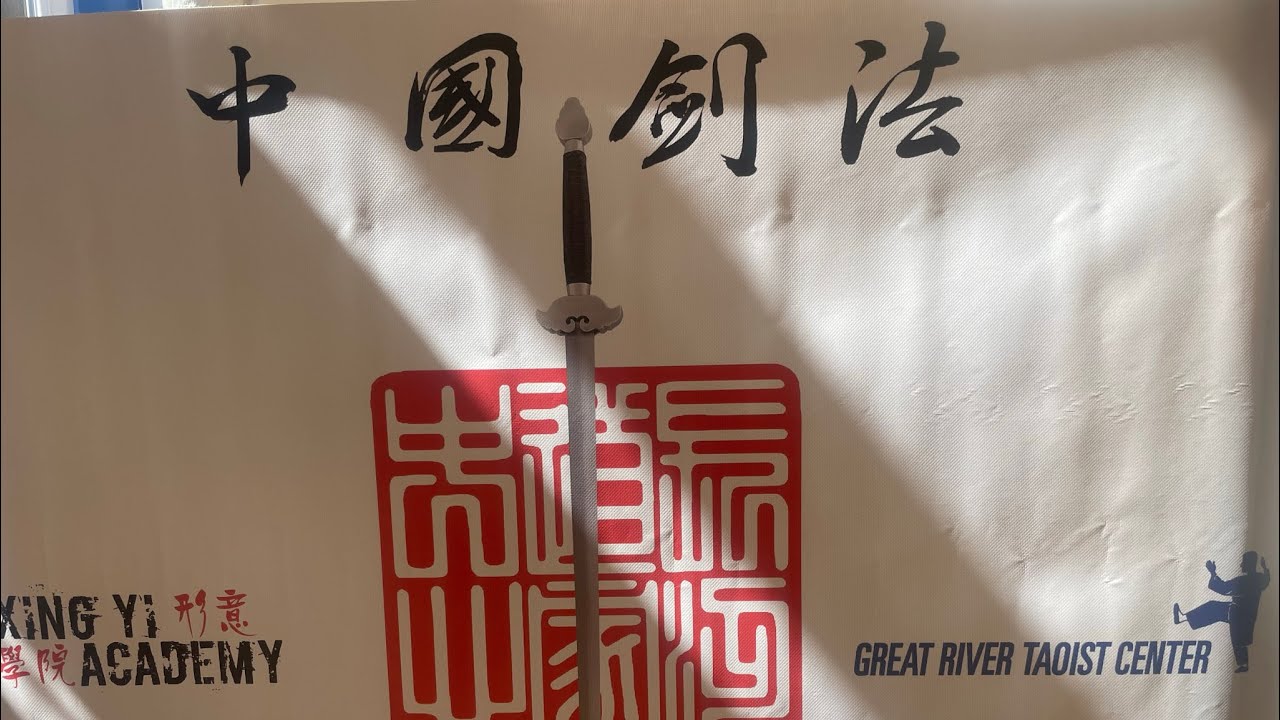 中國劍法
XING YI 形意
學院 ACADEMY
GREAT RIVER TAOIST CENTER